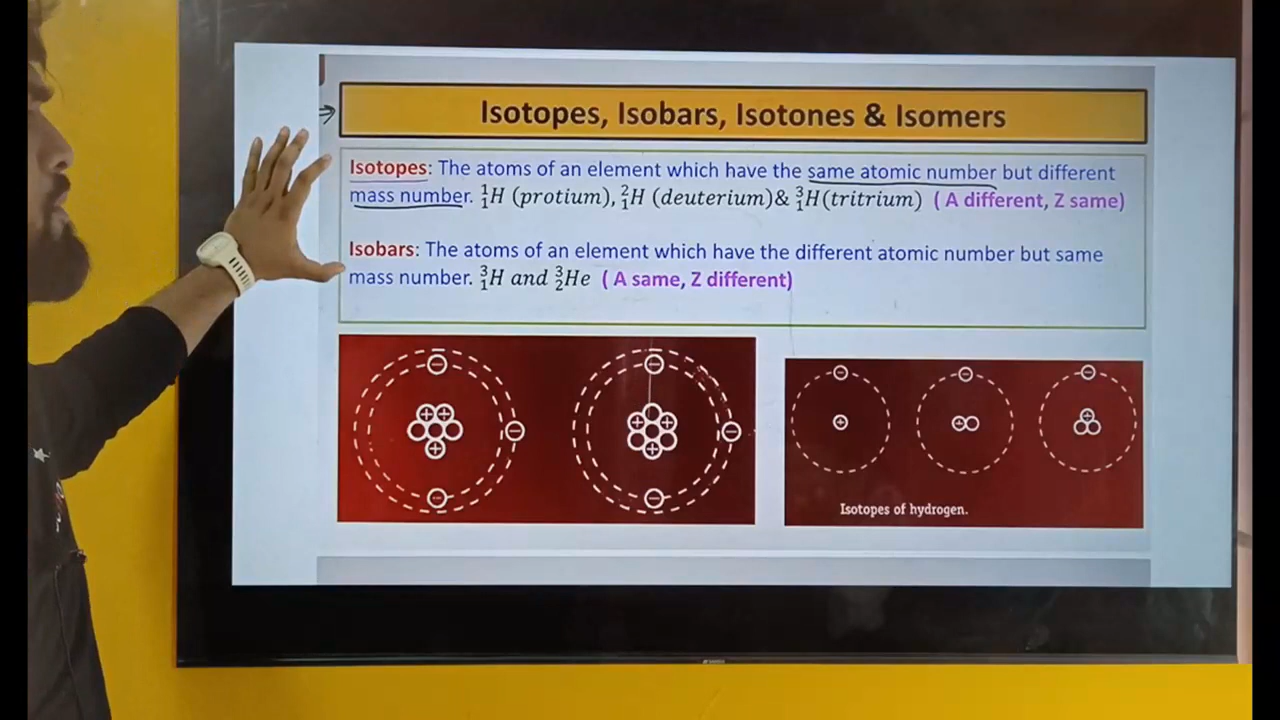 Isotopes, Isobars, Isotones & Isomers
Isotopes: The atoms of an element which have the same atomic number but different
mass number. ¹₁H (protium), ²₁H (deuterium)& ³₁H(tritrium) ( A different, Z same)
Isobars: The atoms of an element which have the different atomic number but same
mass number. ³₁H and ³₂He ( A same, Z different)
Isotopes of hydrogen.